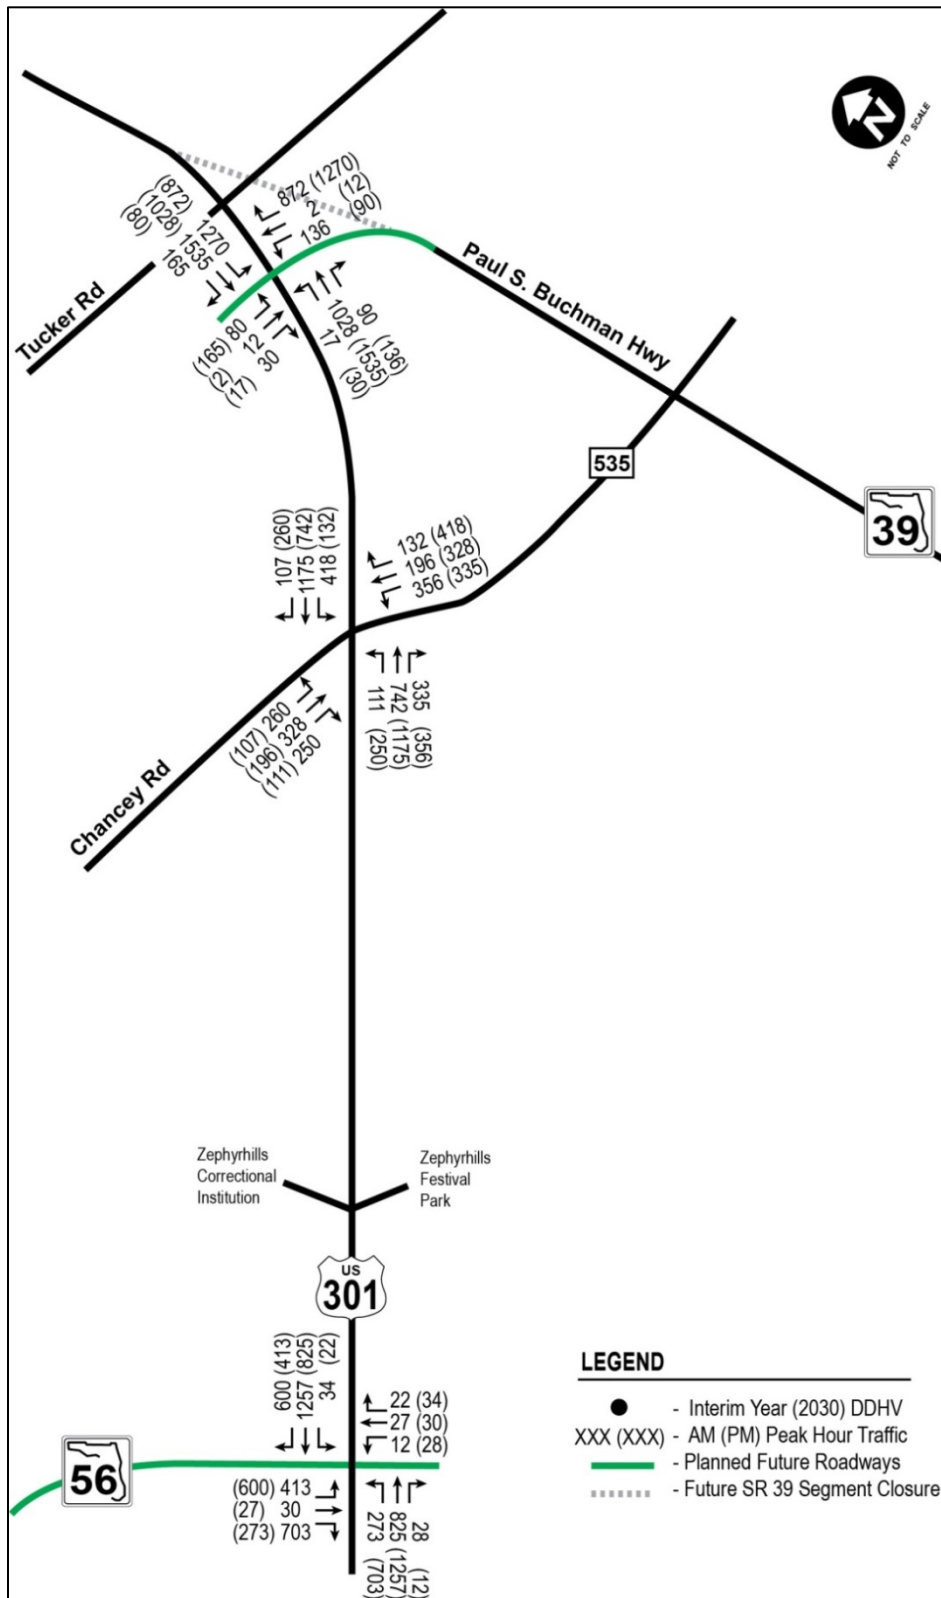 N
NOT TO SCALE
872 (1270)
2 (12)
136 (90)
(872) 1270
(1028) 1535
(80) 165
Tucker Rd
Paul S. Buchman Hwy
(165) 80
(2) 12
(17) 30
90 (136)
1028 (1535)
17 (30)
535
39
107 (260)
1175 (742)
418 (132)
132 (418)
196 (328)
356 (335)
(107) 260
(196) 328
(111) 250
111 (250)
742 (1175)
335 (356)
Chancey Rd
Zephyrhills
Correctional
Institution
Zephyrhills
Festival
Park
US
301
600 (413)
1257 (825)
34 (22)
22 (34)
27 (30)
12 (28)
56
(600) 413
(27) 30
(273) 703
273 (703)
825 (1257)
28 (12)
LEGEND
- Interim Year (2030) DDHV
XXX (XXX) - AM (PM) Peak Hour Traffic
- Planned Future Roadways
- Future SR 39 Segment Closure